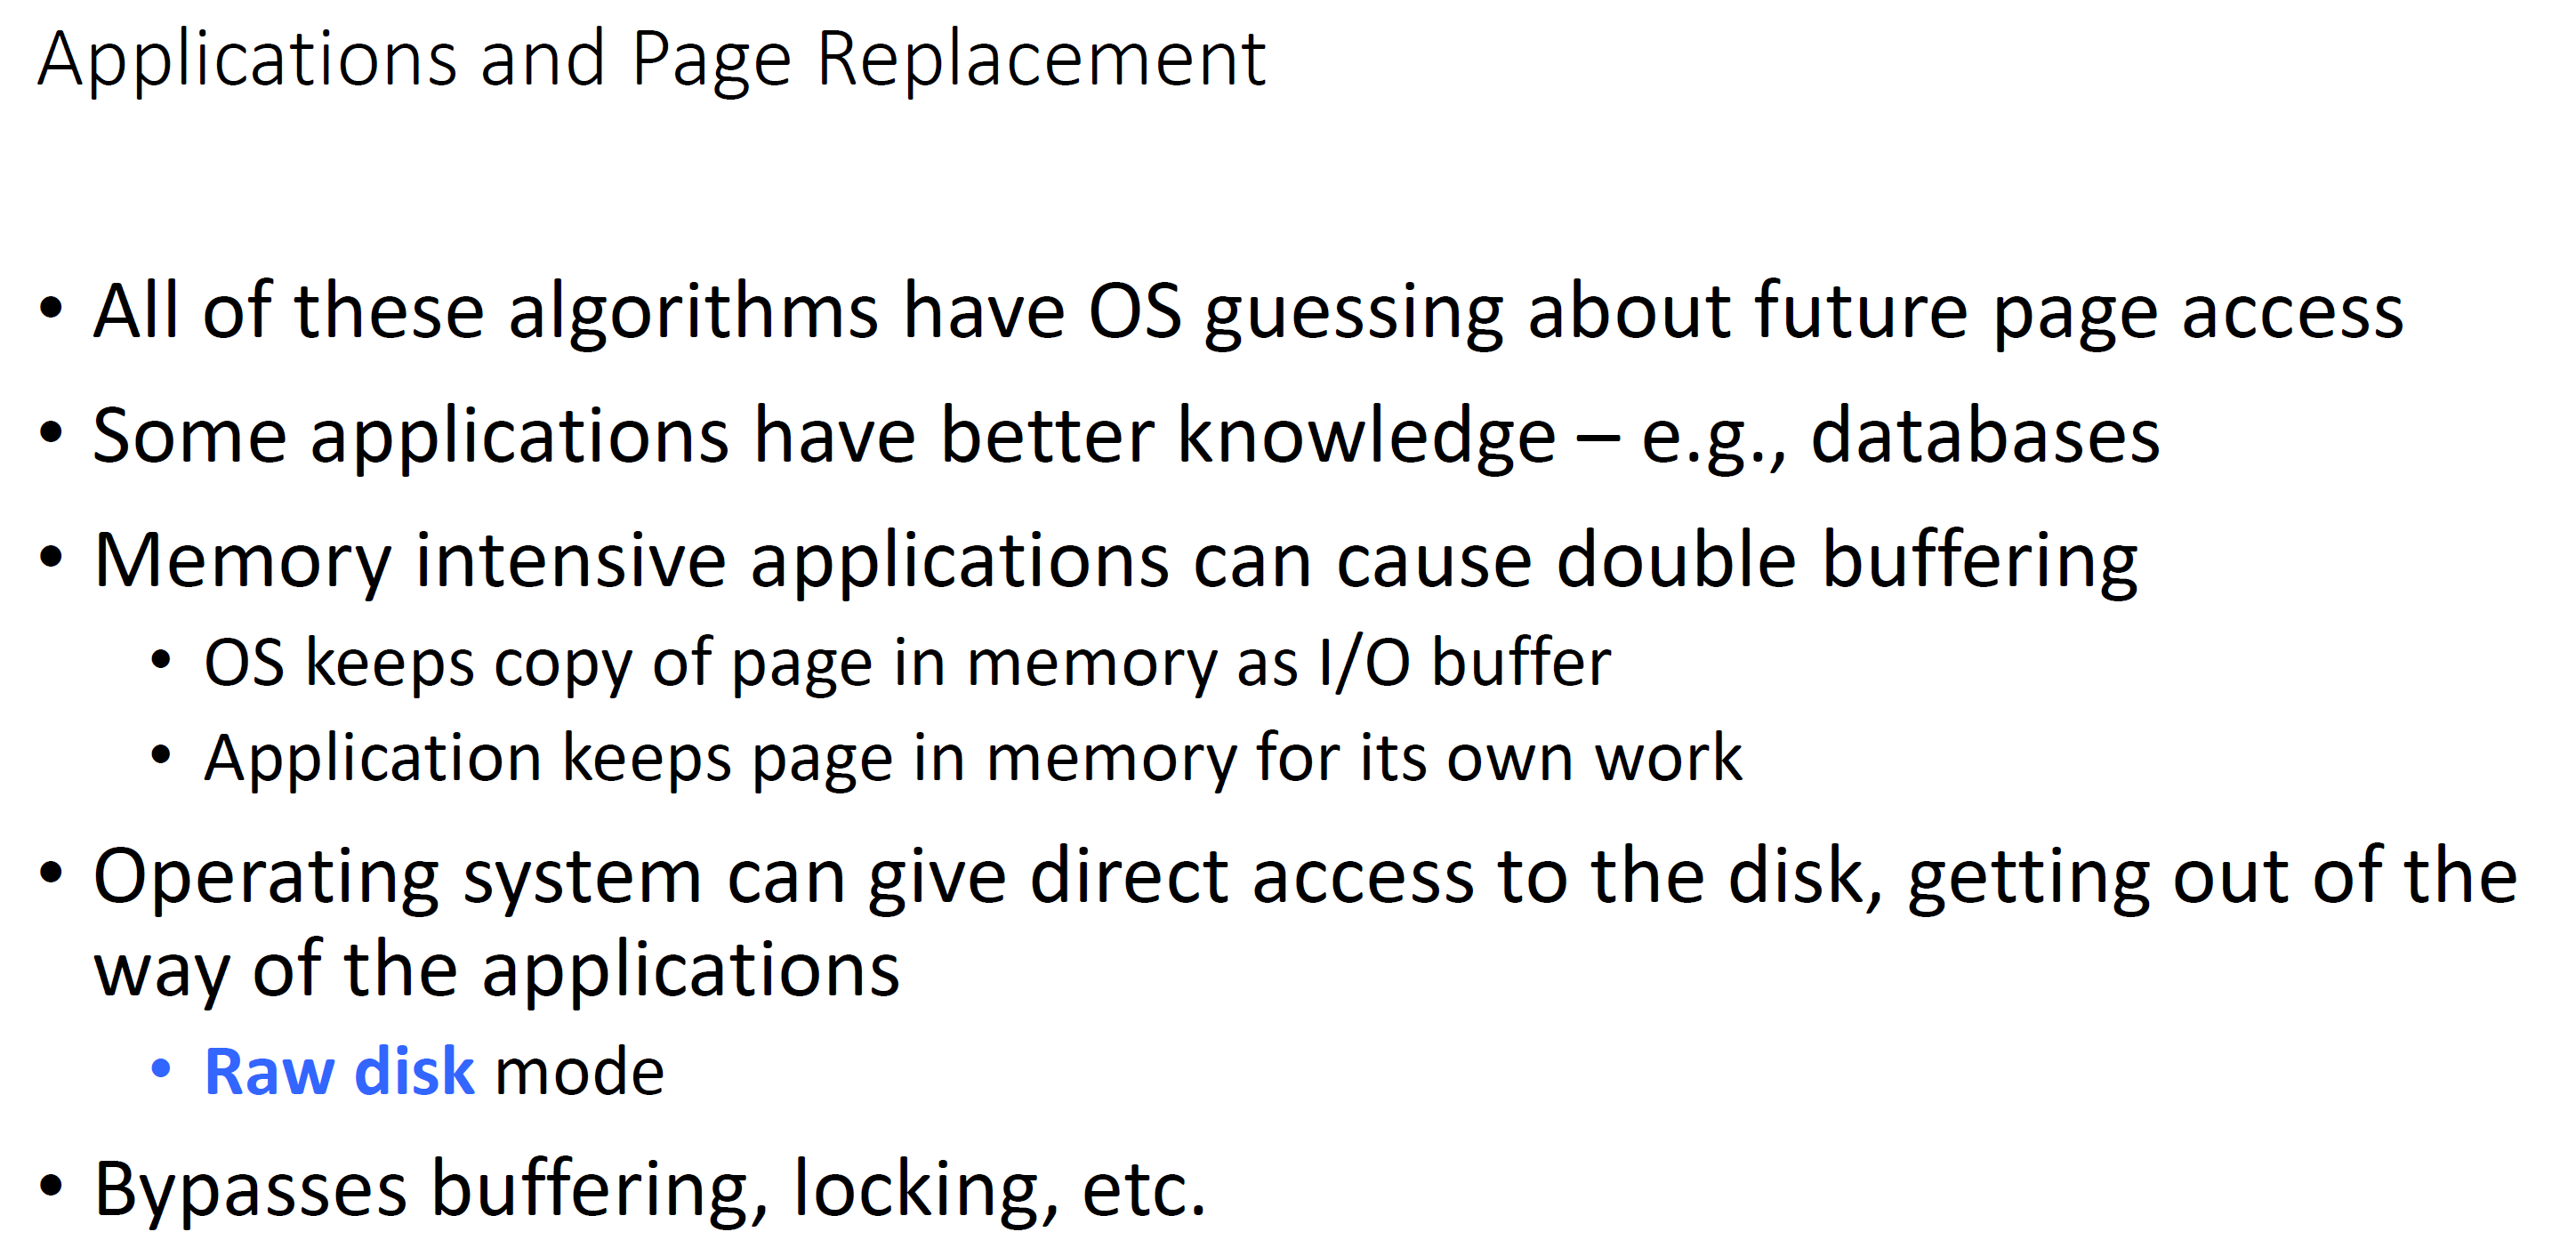 Applications and Page Replacement
• All of these algorithms have OS guessing about future page access
• Some applications have better knowledge – e.g., databases
• Memory intensive applications can cause double buffering
• OS keeps copy of page in memory as I/O buffer
• Application keeps page in memory for its own work
• Operating system can give direct access to the disk, getting out of the
way of the applications
• Raw disk mode
• Bypasses buffering, locking, etc.